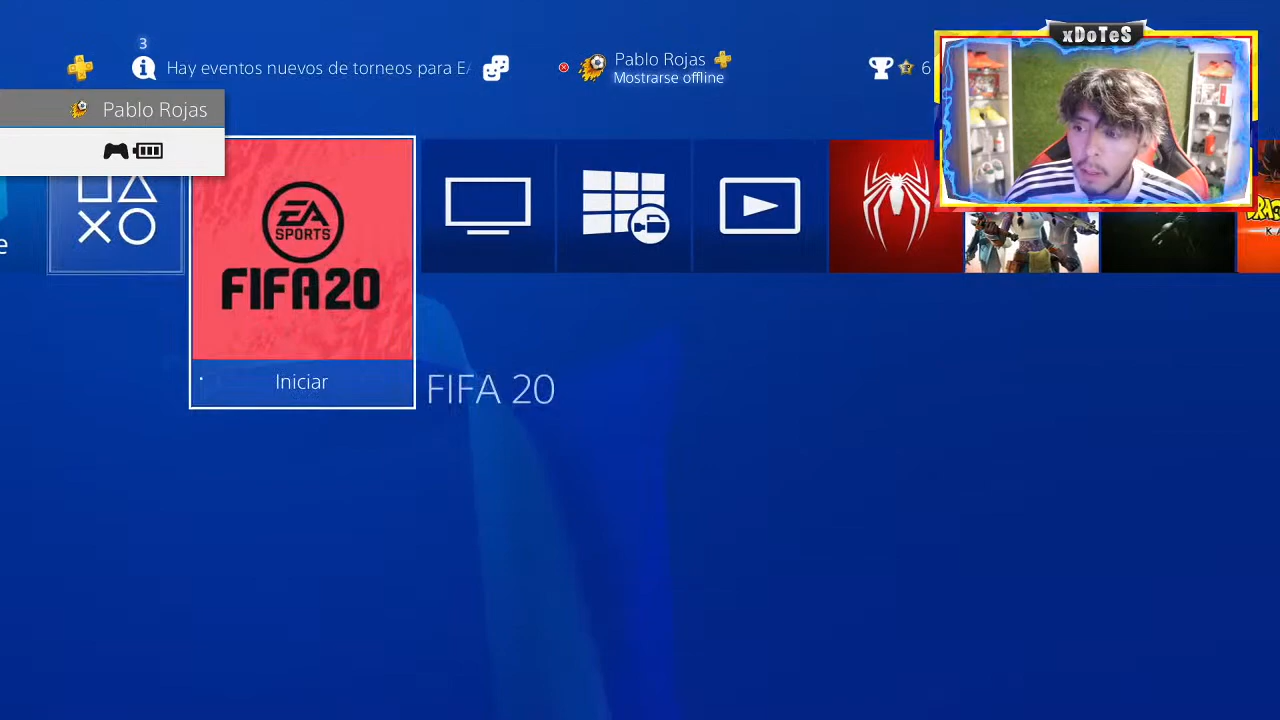 3
Hay eventos nuevos de torneos para EA
Pablo Rojas
Mostrarse offline
6
xDoTeS
Pablo Rojas
e
EA
SPORTS
FIFA20
Iniciar
FIFA 20